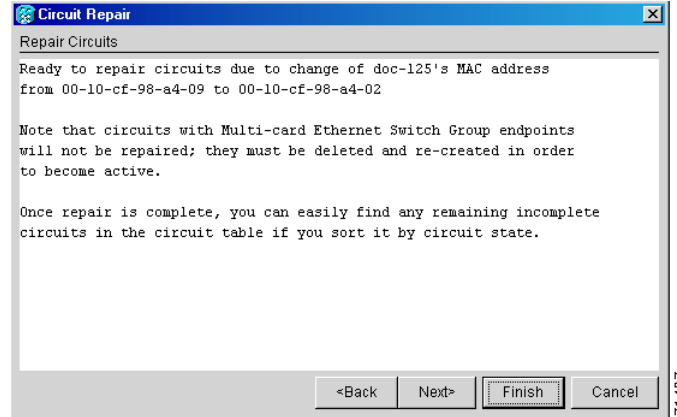 Circuit Repair
Repair Circuits
Ready to repair circuits due to change of doc-125's MAC address
from 00-10-cf-98-a4-09 to 00-10-cf-98-a4-02
Note that circuits with Multi-card Ethernet Switch Group endpoints
will not be repaired; they must be deleted and re-created in order
to become active.
Once repair is complete, you can easily find any remaining incomplete
circuits in the circuit table if you sort it by circuit state.
<Back Next> Finish Cancel